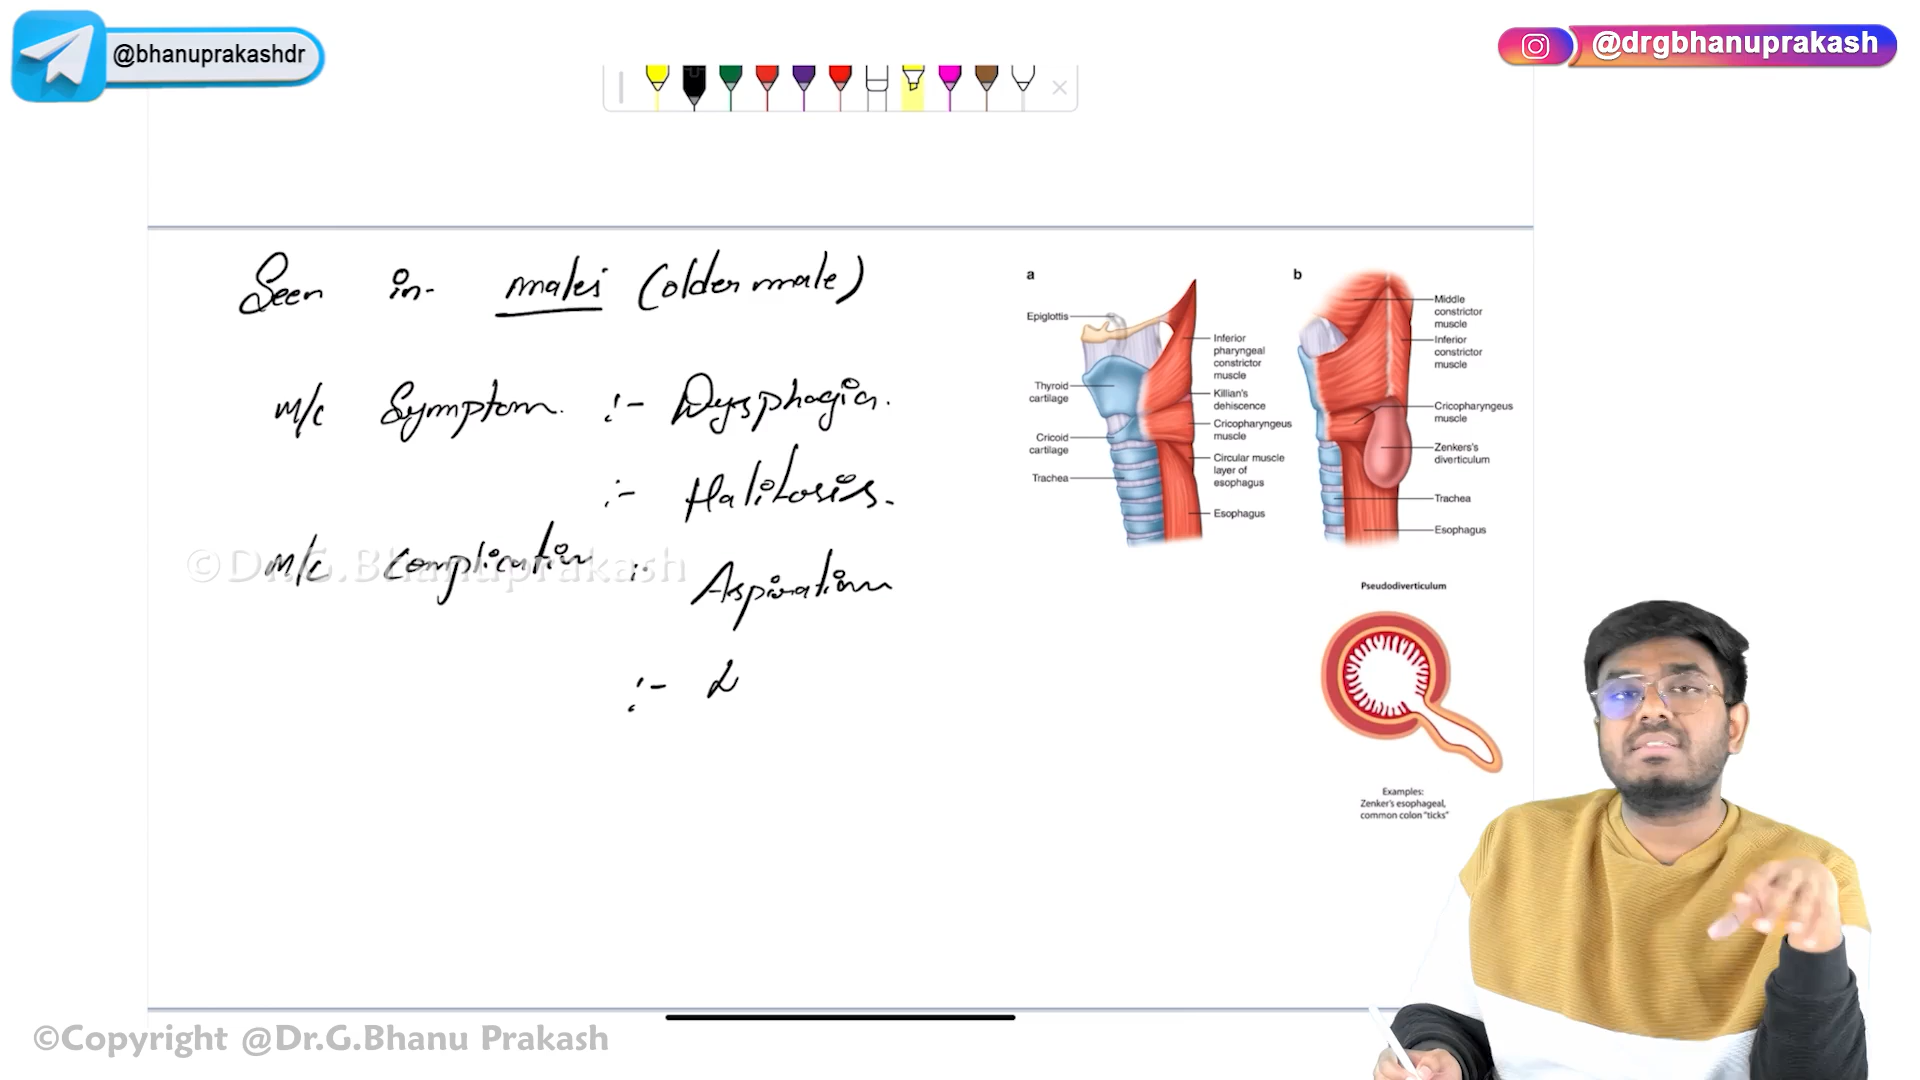 @bhanuprakashdr
@drgbhanuprakash
Seen in males (older male)
m/c Symptom :- Dysphagia.
:- Halitosis.
m/c Complication :- Aspiration
:- L
©Dr.G.Bhanuprakash
a
Epiglottis
Thyroid
cartilage
Cricoid
cartilage
Trachea
Inferior
pharyngeal
constrictor
muscle
Killian's
dehiscence
Cricopharyngeus
muscle
Circular muscle
layer of
esophagus
Esophagus
b
Middle
constrictor
muscle
Inferior
constrictor
muscle
Cricopharyngeus
muscle
Zenkers's
diverticulum
Trachea
Esophagus
Pseudodiverticulum
Examples:
Zenker's esophageal,
common colon "ticks"
©Copyright @Dr.G.Bhanu Prakash